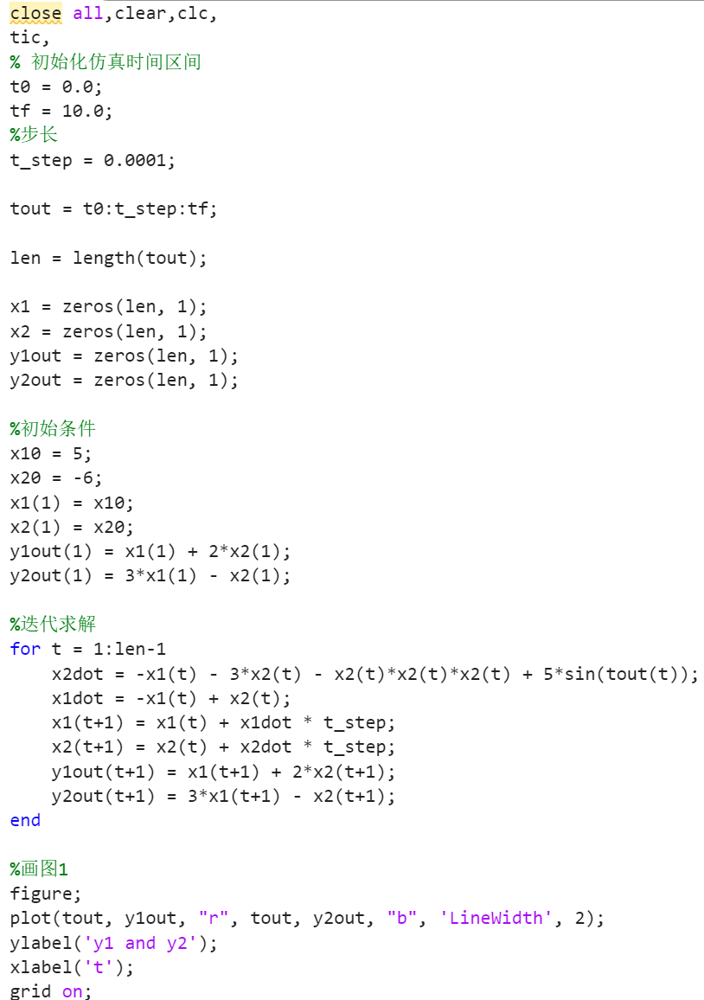 close all,clear,clc,
tic,
% 初始化仿真时间区间
t0 = 0.0;
tf = 10.0;
%步长
t_step = 0.0001;
tout = t0:t_step:tf;
len = length(tout);
x1 = zeros(len, 1);
x2 = zeros(len, 1);
y1out = zeros(len, 1);
y2out = zeros(len, 1);
%初始条件
x10 = 5;
x20 = -6;
x1(1) = x10;
x2(1) = x20;
y1out(1) = x1(1) + 2*x2(1);
y2out(1) = 3*x1(1) - x2(1);
%迭代求解
for t = 1:len-1
    x2dot = -x1(t) - 3*x2(t) - x2(t)*x2(t)*x2(t) + 5*sin(tout(t));
    x1dot = -x1(t) + x2(t);
    x1(t+1) = x1(t) + x1dot * t_step;
    x2(t+1) = x2(t) + x2dot * t_step;
    y1out(t+1) = x1(t+1) + 2*x2(t+1);
    y2out(t+1) = 3*x1(t+1) - x2(t+1);
end
%画图1
figure;
plot(tout, y1out, "r", tout, y2out, "b", 'LineWidth', 2);
ylabel('y1 and y2');
xlabel('t');
grid on;